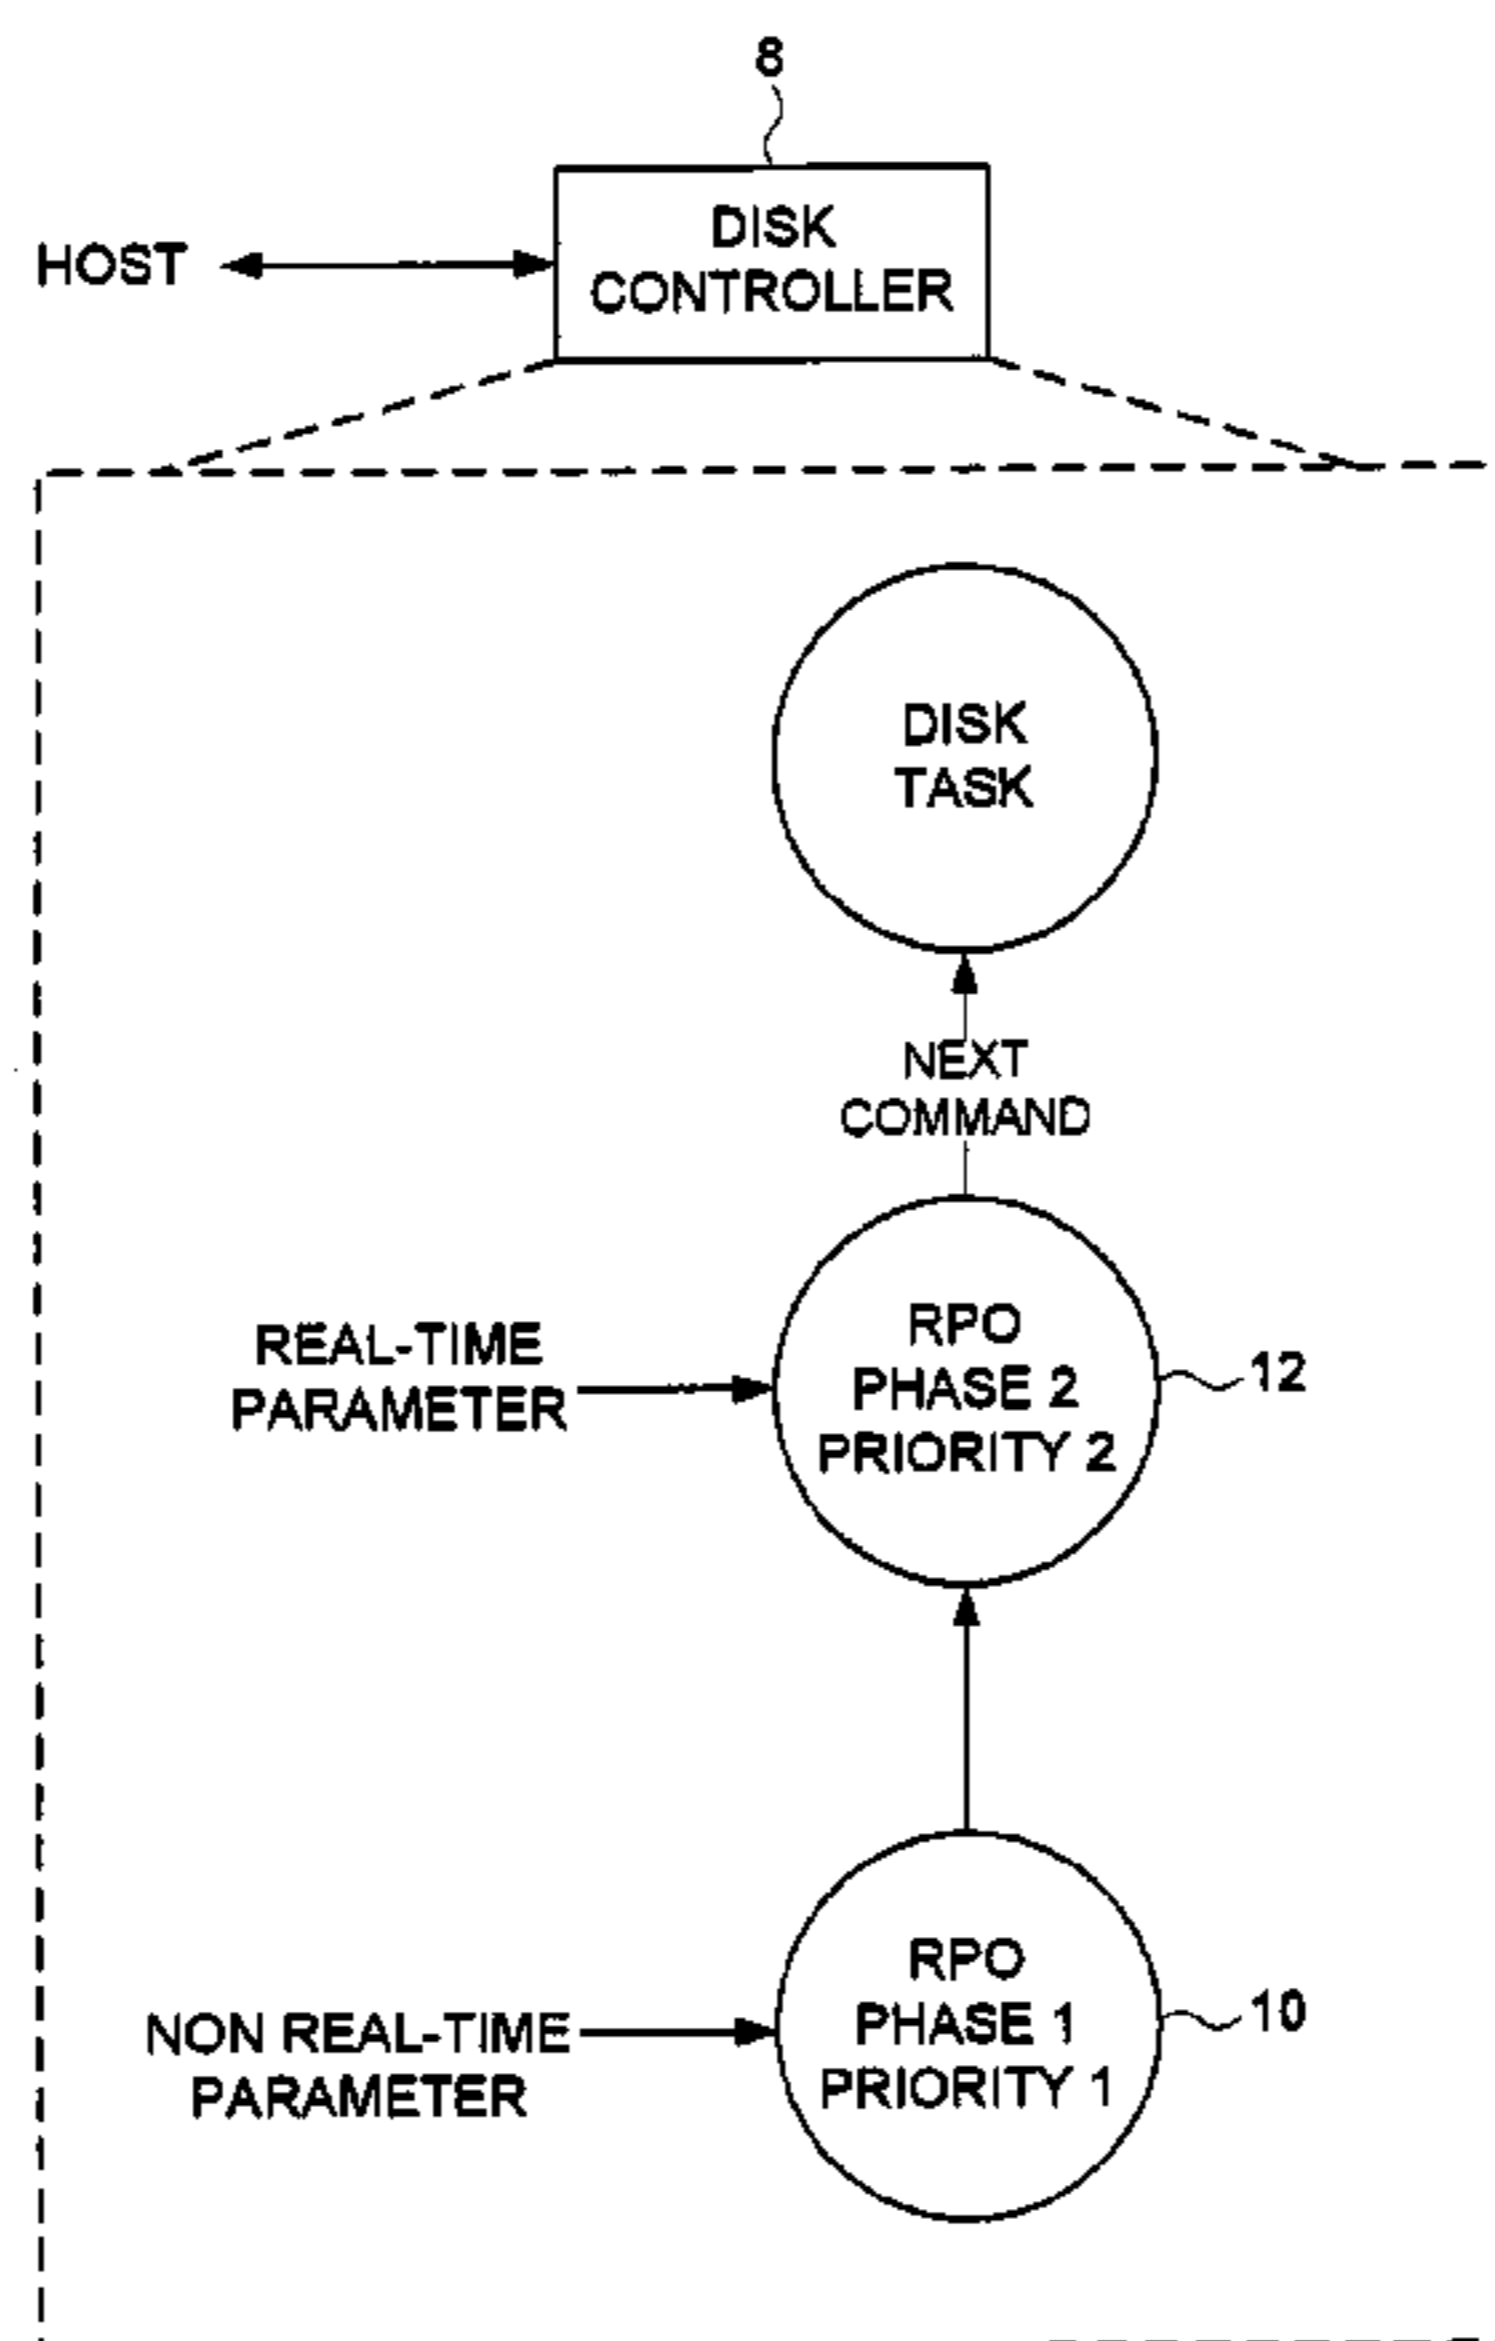 8
HOST
DISK
CONTROLLER
DISK
TASK
NEXT
COMMAND
REAL-TIME
PARAMETER
RPO
PHASE 2
PRIORITY 2
12
NON REAL-TIME
PARAMETER
RPO
PHASE 1
PRIORITY 1
10